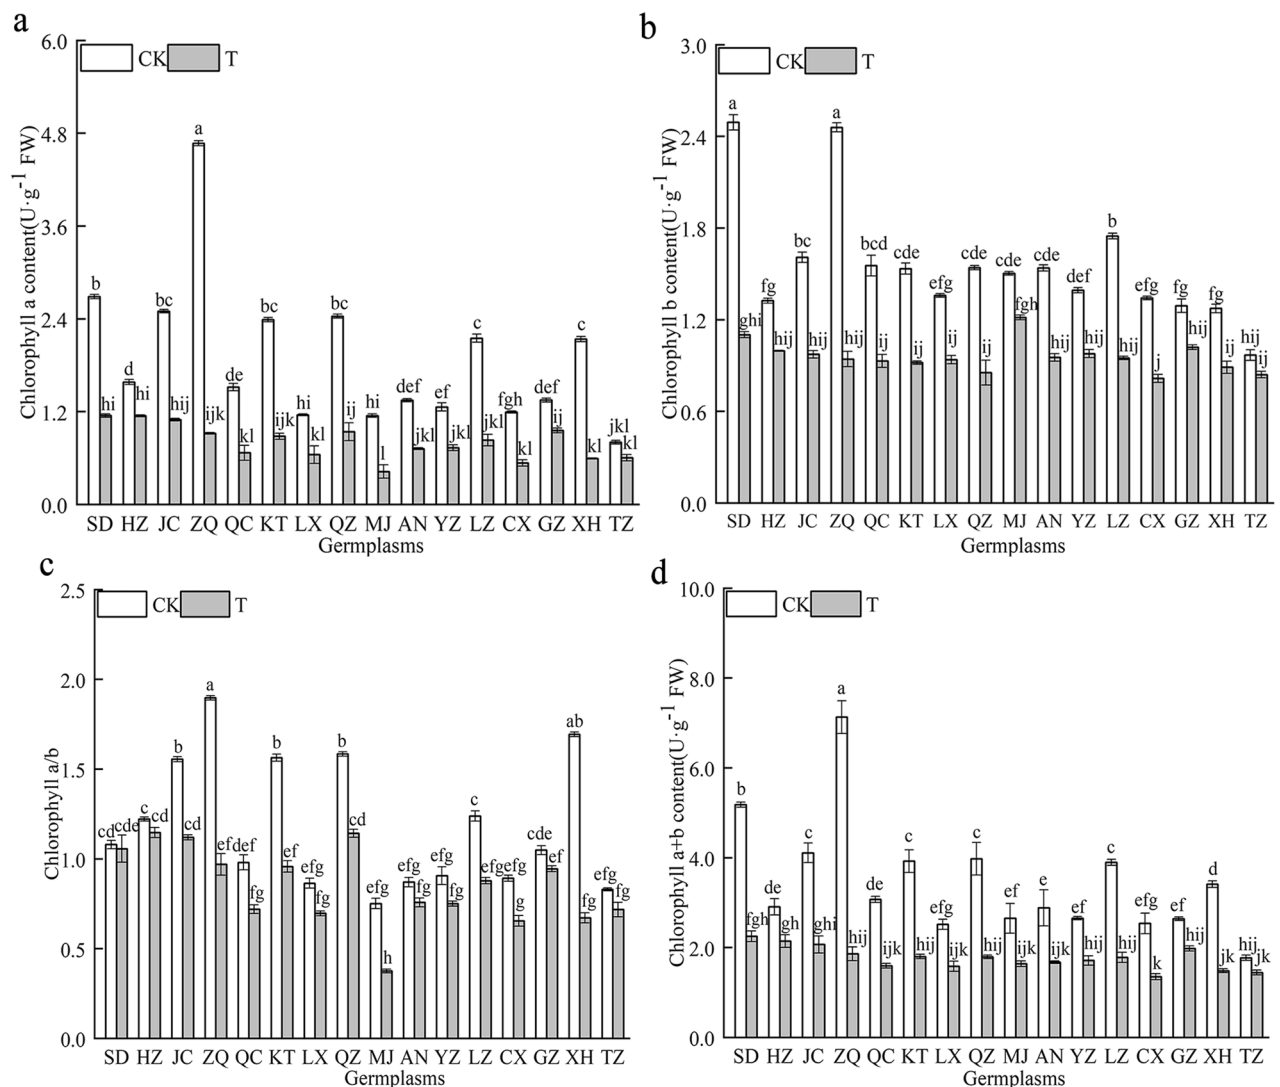 a
6.0
CK T
4.8
3.6
2.4
1.2
0.0
Chlorophyll a content(U·g⁻¹ FW)
b hi d hi bc hij a ijk de kl bc ijk hi kl bc ij hi l def jkl ef jkl c jkl fgh kl def ij c kl jkl kl
SD HZ JC ZQ QC KT LX QZ MJ AN YZ LZ CX GZ XH TZ
Germplasms
b
3.0
CK T
2.4
1.8
1.2
0.6
0.0
Chlorophyll b content(U·g⁻¹ FW)
a ghi fg hij bc hij a hij bcd ij cde ij efg ij cde ij cde fgh cde hij def hij b hij efg j fg hij fg ij hij ij
SD HZ JC ZQ QC KT LX QZ MJ AN YZ LZ CX GZ XH TZ
Germplasms
c
2.5
CK T
2.0
1.5
1.0
0.5
0.0
Chlorophyll a/b
cd cde c cd b cd a ef def fg b ef efg fg b cd efg h efg fg efg fg c efg efg g cde ef ab fg efg fg
SD HZ JC ZQ QC KT LX QZ MJ AN YZ LZ CX GZ XH TZ
Germplasms
d
10.0
CK T
8.0
6.0
4.0
2.0
0.0
Chlorophyll a+b content(U·g⁻¹ FW)
b fgh de gh c ghi a hij de ijk c hij efg ijk c hij ef ijk e ijk ef hij c hij efg k ef hij d jk hij jk
SD HZ JC ZQ QC KT LX QZ MJ AN YZ LZ CX GZ XH TZ
Germplasms